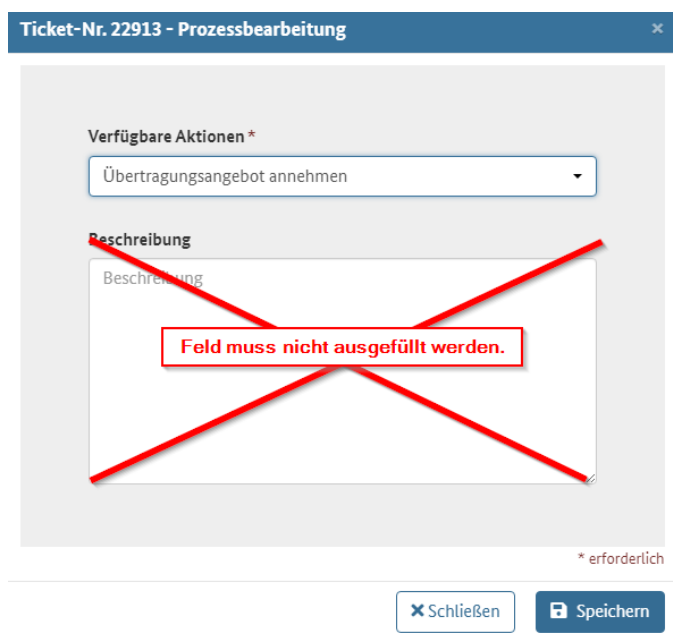 Ticket-Nr. 22913 - Prozessbearbeitung ×
Verfügbare Aktionen *
Übertragungsangebot annehmen
Beschreibung
Beschreibung
Feld muss nicht ausgefüllt werden.
* erforderlich
Schließen
Speichern